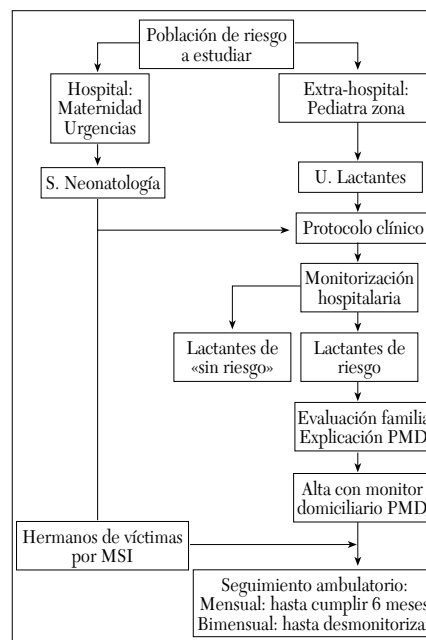 Población de riesgo
a estudiar
Hospital:
Maternidad
Urgencias
Extra-hospital:
Pediatra zona
S. Neonatología
U. Lactantes
Protocolo clínico
Monitorización
hospitalaria
Lactantes de
«sin riesgo»
Lactantes de
riesgo
Evaluación familia
Explicación PMD
Alta con monitor
domiciliario PMD
Hermanos de víctimas
por MSI
Seguimiento ambulatorio:
Mensual: hasta cumplir 6 meses
Bimensual: hasta desmonitorizar